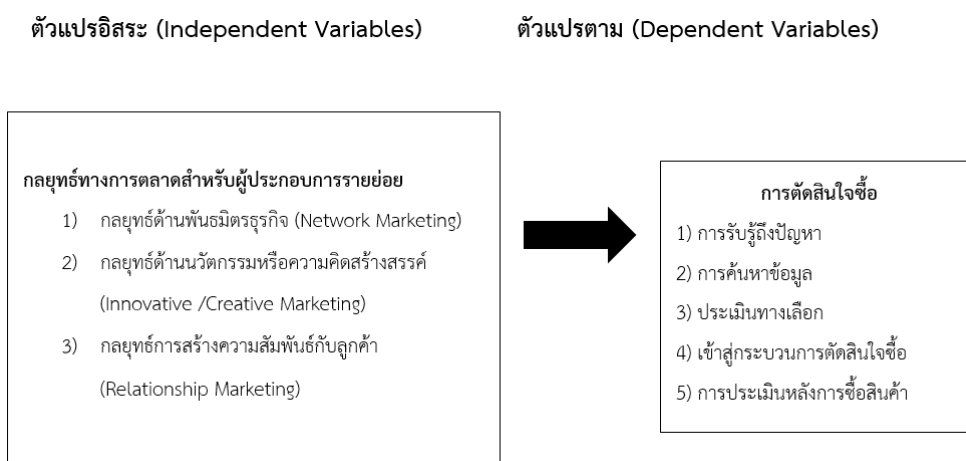 ตัวแปรอิสระ (Independent Variables)
ตัวแปรตาม (Dependent Variables)
กลยุทธ์ทางการตลาดสำหรับผู้ประกอบการรายย่อย
1) กลยุทธ์ด้านพันธมิตรธุรกิจ (Network Marketing)
2) กลยุทธ์ด้านนวัตกรรมหรือความคิดสร้างสรรค์
(Innovative /Creative Marketing)
3) กลยุทธ์การสร้างความสัมพันธ์กับลูกค้า
(Relationship Marketing)
การตัดสินใจซื้อ
1) การรับรู้ถึงปัญหา
2) การค้นหาข้อมูล
3) ประเมินทางเลือก
4) เข้าสู่กระบวนการตัดสินใจซื้อ
5) การประเมินหลังการซื้อสินค้า